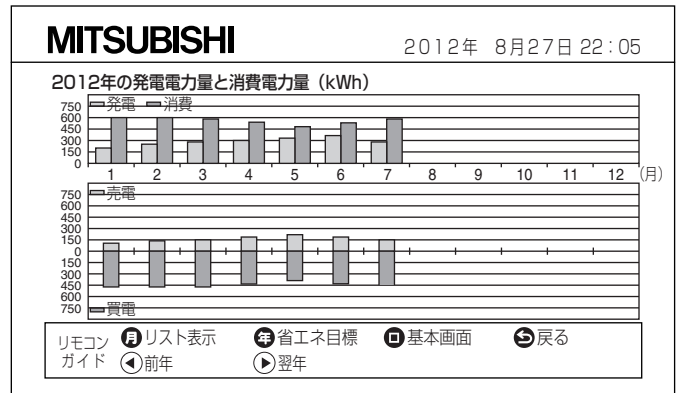 MITSUBISHI
2012年 8月27日 22:05
2012年の発電電力量と消費電力量（kWh）
750 発電 消費
600
450
300
150
0
1 2 3 4 5 6 7 8 9 10 11 12 (月)
750 売電
600
450
300
150
0
150
300
450
600
750 買電
リモコンガイド
月 リスト表示 年 省エネ目標 ロ 基本画面 戻る
前年 翌年